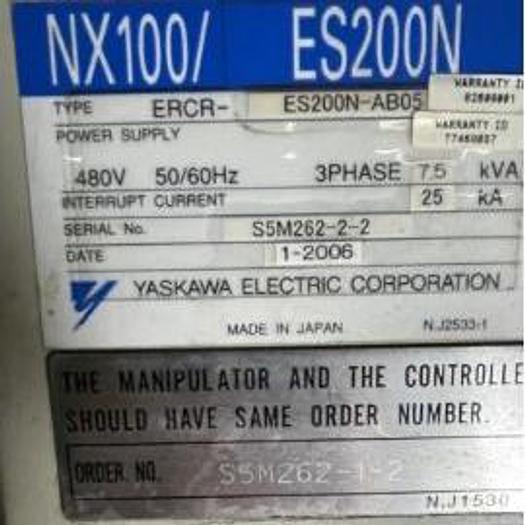 NX100/ ES200N
TYPE ERCR- ES200N-AB05
WARRANTY ID
02606001
WARRANTY ID
77460037
POWER SUPPLY
480V 50/60Hz 3PHASE 7.5 kVA
INTERRUPT CURRENT 25 kA
SERIAL No. S5M262-2-2
DATE 1-2006
YASKAWA ELECTRIC CORPORATION
MADE IN JAPAN N.J2533-1
THE MANIPULATOR AND THE CONTROLLE
SHOULD HAVE SAME ORDER NUMBER.
ORDER. NO. S5M262-1-2
N.J1530